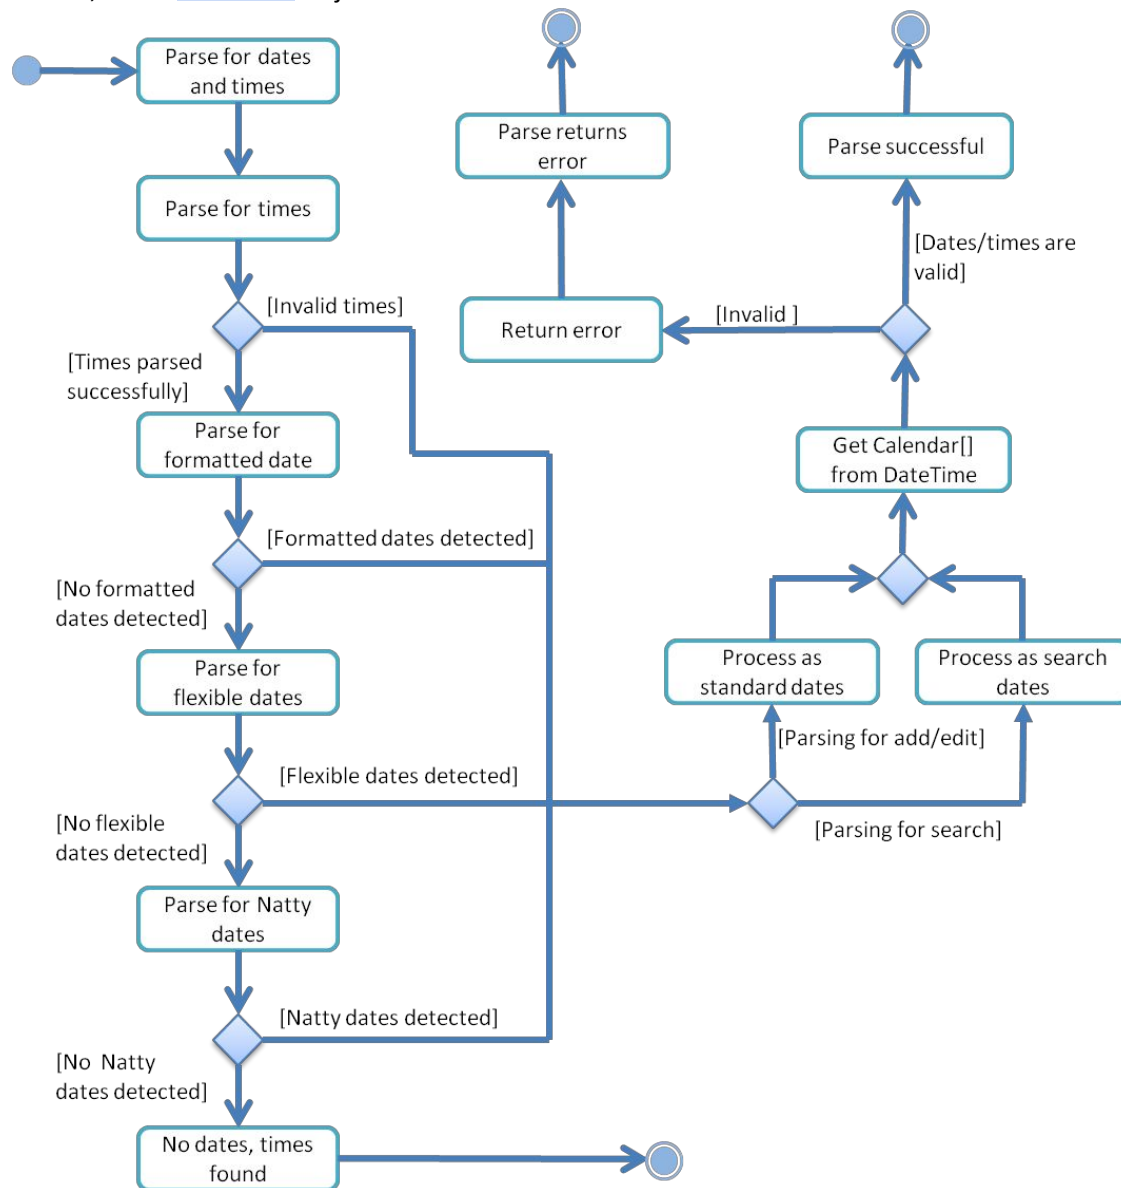 Parse for dates
and times
Parse for times
[Invalid times]
[Times parsed
successfully]
Parse for
formatted date
[Formatted dates detected]
[No formatted
dates detected]
Parse for
flexible dates
[Flexible dates detected]
[No flexible
dates detected]
Parse for Natty
dates
[Natty dates detected]
[No  Natty
dates detected]
No dates, times
found
Parse returns
error
Return error
[Invalid ]
Parse successful
[Dates/times are
valid]
Get Calendar[]
from DateTime
Process as
standard dates
Process as search
dates
[Parsing for add/edit]
[Parsing for search]